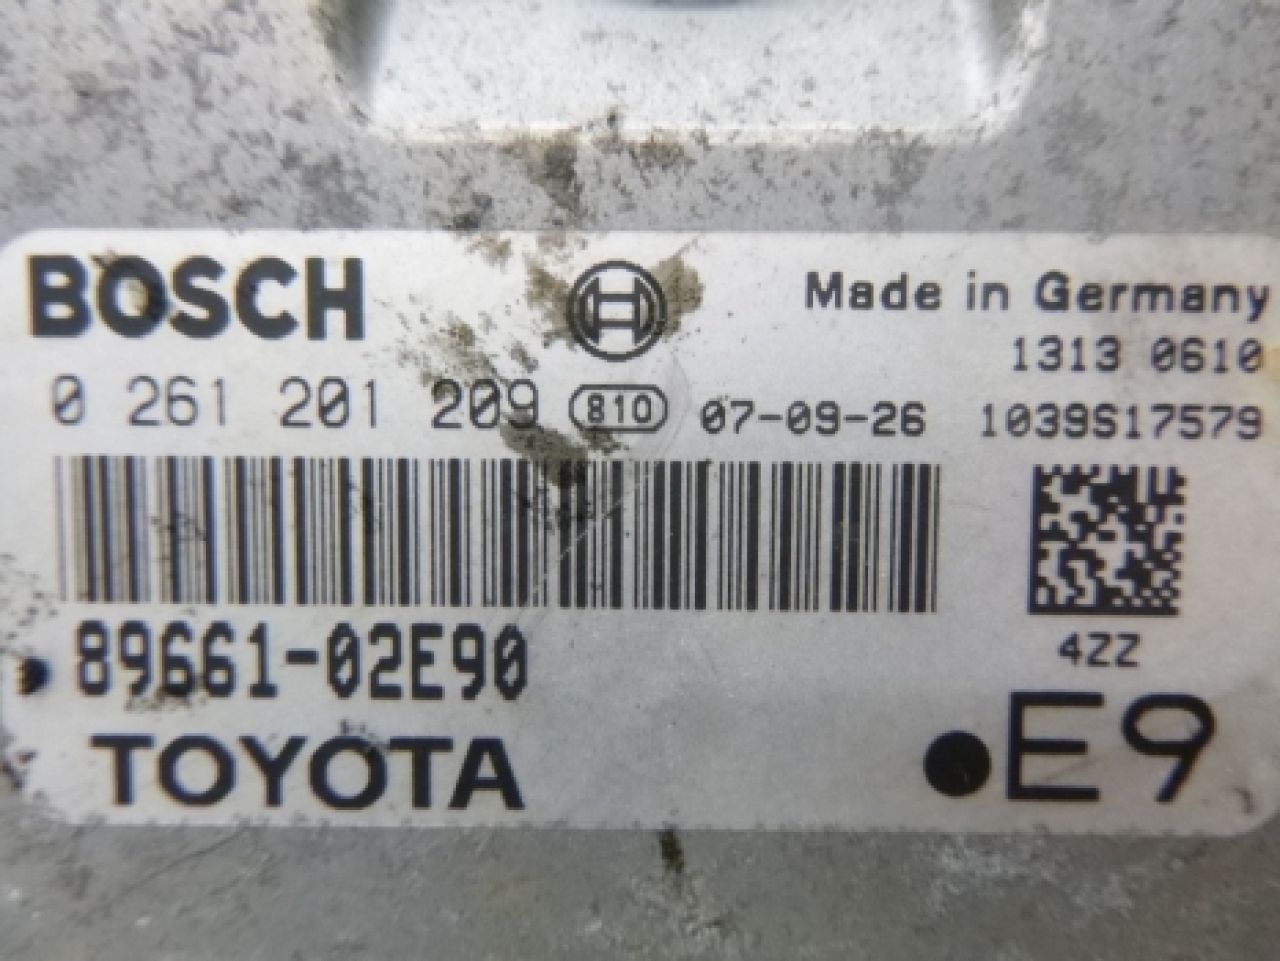 BOSCH
Made in Germany
1313 0610
0 261 201 209 810 07-09-26 1039S17579
4ZZ
89661-02E90
●E9
TOYOTA